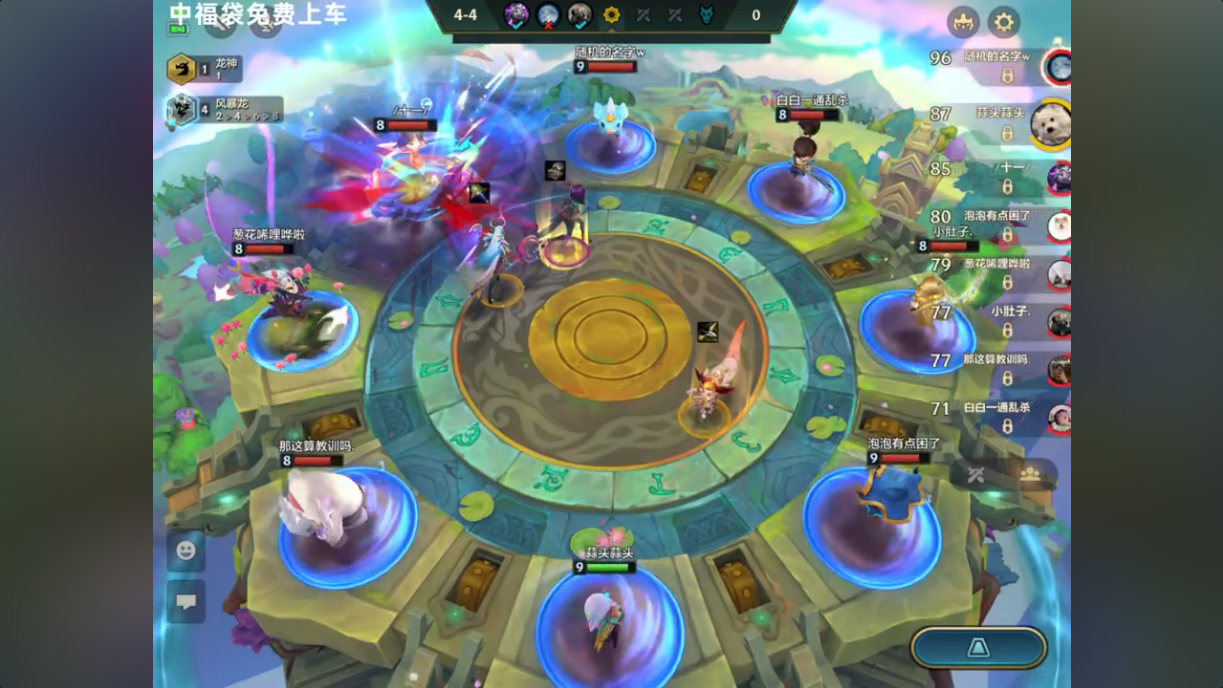 中福袋免费上车
4-4
0
1 龙神
1
4 风暴龙
2 > 4 > 6 > 8
随机的名字w
9
/十一/
8
白白一通乱杀
8
葱花唏哩哗啦
8
小肚子.
8
那这算教训吗.
8
泡泡有点困了
9
蒜头蒜头
9
96 随机的名字w
87 蒜头蒜头
85 /十一/
80 泡泡有点困了
79 葱花唏哩哗啦
77 小肚子.
77 那这算教训吗.
71 白白一通乱杀